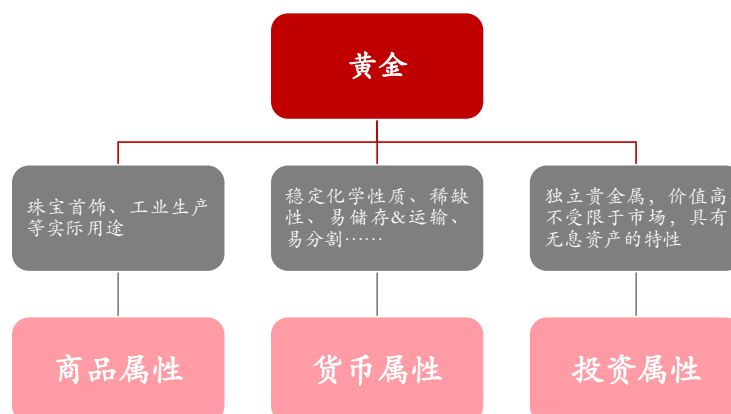 黄金
珠宝首饰、工业生产
等实际用途
稳定化学性质、稀缺
性、易储存&运输、
易分割……
独立贵金属，价值高
不受限于市场，具有
无息资产的特性
商品属性
货币属性
投资属性